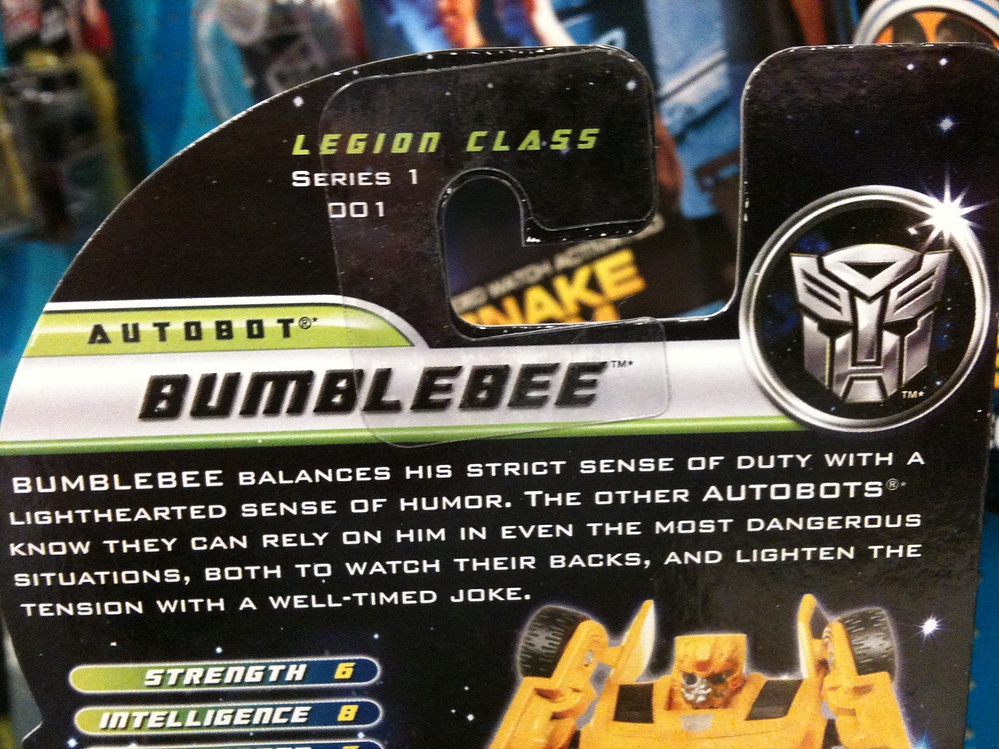 LEGION CLASS
SERIES 1
001
WATCH
NAKE
AUTOBOT®*
BUMBLEBEE™*
TM*
BUMBLEBEE BALANCES HIS STRICT SENSE OF DUTY WITH A
LIGHTHEARTED SENSE OF HUMOR. THE OTHER AUTOBOTS®*
KNOW THEY CAN RELY ON HIM IN EVEN THE MOST DANGEROUS
SITUATIONS, BOTH TO WATCH THEIR BACKS, AND LIGHTEN THE
TENSION WITH A WELL-TIMED JOKE.
STRENGTH 6
INTELLIGENCE 8